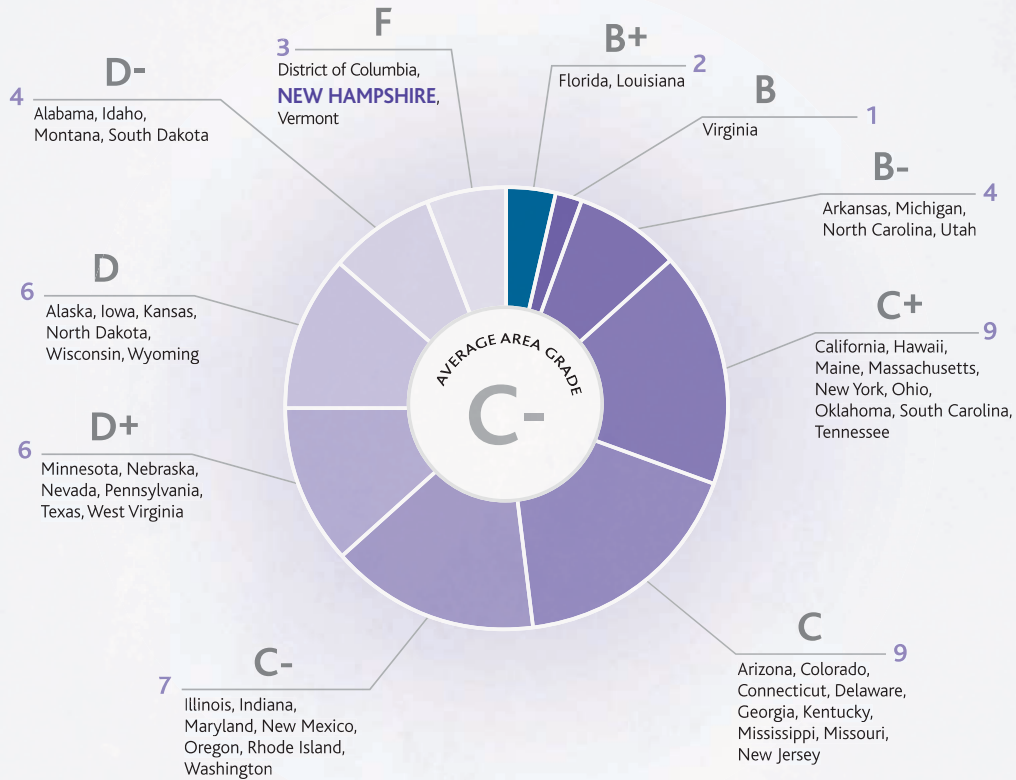 F
3
District of Columbia,
NEW HAMPSHIRE,
Vermont
B+
2
Florida, Louisiana
B
1
Virginia
B-
4
Arkansas, Michigan,
North Carolina, Utah
C+
9
California, Hawaii,
Maine, Massachusetts,
New York, Ohio,
Oklahoma, South Carolina,
Tennessee
C
9
Arizona, Colorado,
Connecticut, Delaware,
Georgia, Kentucky,
Mississippi, Missouri,
New Jersey
C-
7
Illinois, Indiana,
Maryland, New Mexico,
Oregon, Rhode Island,
Washington
D+
6
Minnesota, Nebraska,
Nevada, Pennsylvania,
Texas, West Virginia
D
6
Alaska, Iowa, Kansas,
North Dakota,
Wisconsin, Wyoming
D-
4
Alabama, Idaho,
Montana, South Dakota
AVERAGE AREA GRADE
C-